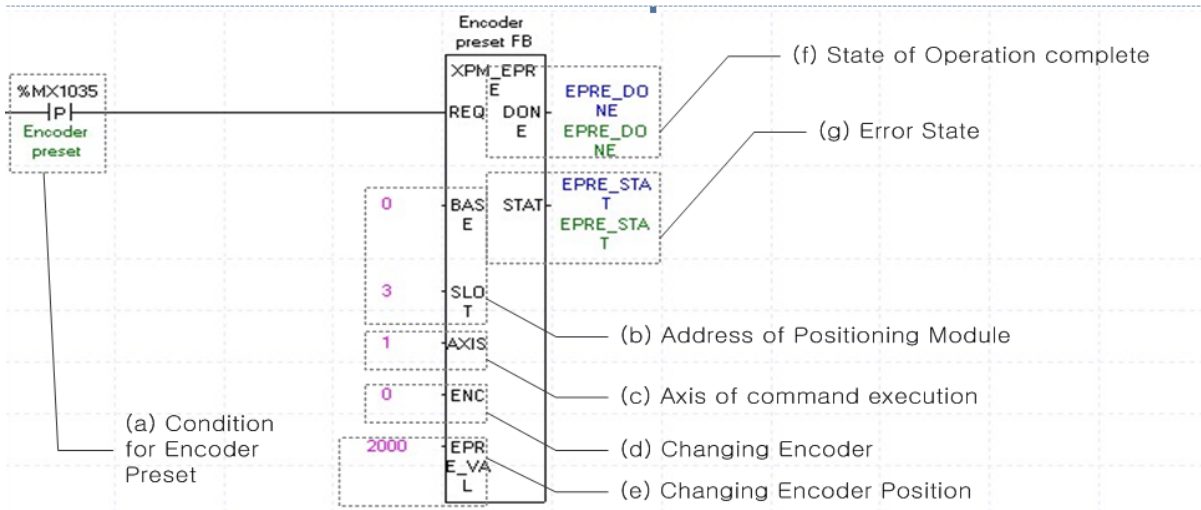 Encoder
preset FB
XPM_EPR
E
%MX1035
P
Encoder
preset
REQ
DON
E
EPRE_DO
NE
EPRE_DO
NE
(f) State of Operation complete
(g) Error State
0
BAS
E
STAT
EPRE_STA
T
EPRE_STA
T
3
SLO
T
(b) Address of Positioning Module
1
AXIS
(c) Axis of command execution
0
ENC
(d) Changing Encoder
2000
EPR
E_VA
L
(e) Changing Encoder Position
(a) Condition
for Encoder
Preset